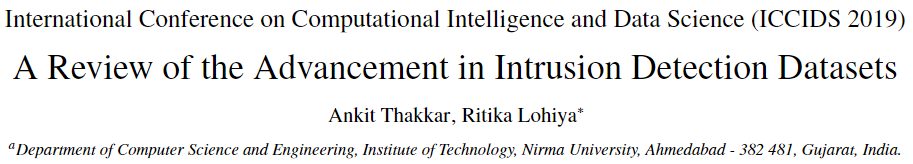 International Conference on Computational Intelligence and Data Science (ICCIDS 2019)
A Review of the Advancement in Intrusion Detection Datasets
Ankit Thakkar, Ritika Lohiya*
aDepartment of Computer Science and Engineering, Institute of Technology, Nirma University, Ahmedabad - 382 481, Gujarat, India.